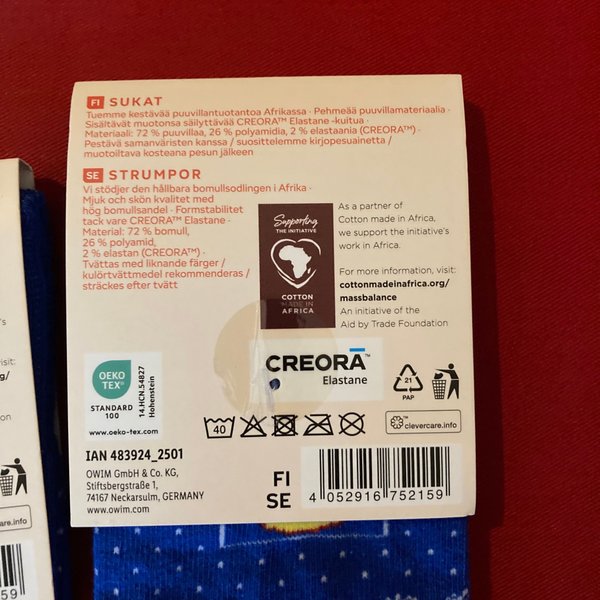 FI SUKAT
Tuemme kestävää puuvillantuotantoa Afrikassa · Pehmeää puuvillamateriaalia ·
Sisältävät muotonsa säilyttävää CREORA™ Elastane -kuitua ·
Materiaali: 72 % puuvillaa, 26 % polyamidia, 2 % elastaania (CREORA™) ·
Pestävä samanväristen kanssa / suosittelemme kirjopesuainetta /
muotoiltava kosteana pesun jälkeen
SE STRUMPOR
Vi stödjer den hållbara bomullsodlingen i Afrika ·
Mjuk och skön kvalitet med
hög bomullsandel · Formstabilitet
tack vare CREORA™ Elastane ·
Material: 72 % bomull,
26 % polyamid,
2 % elastan (CREORA™) ·
Tvättas med liknande färger /
kulörtvättmedel rekommenderas /
sträckes efter tvätt
Supporting
THE INITIATIVE
COTTON
MADE IN
AFRICA
As a partner of
Cotton made in Africa,
we support the initiative's
work in Africa.
For more information, visit:
cottonmadeinafrica.org/
massbalance
An initiative of the
Aid by Trade Foundation
OEKO
TEX®
STANDARD
100
14.HCN.54827
Hohenstein
www.oeko-tex.com
CREORA™
Elastane
21
PAP
40
™ clevercare.info
IAN 483924_2501
OWIM GmbH & Co. KG,
Stiftsbergstraße 1,
74167 Neckarsulm, GERMANY
www.owim.com
FI
SE
4 052916 752159
's
visit:
g/
on
care.info
59